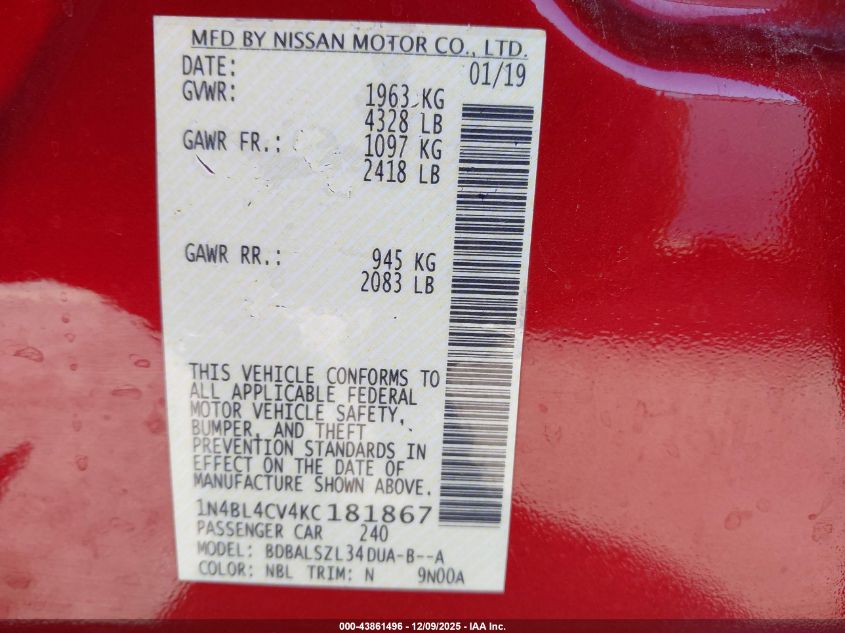 MFD BY NISSAN MOTOR CO., LTD.
DATE: 01/19
GVWR: 1963 KG
4328 LB
GAWR FR.: 1097 KG
2418 LB
GAWR RR.: 945 KG
2083 LB
THIS VEHICLE CONFORMS TO
ALL APPLICABLE FEDERAL
MOTOR VEHICLE SAFETY,
BUMPER, AND THEFT
PREVENTION STANDARDS IN
EFFECT ON THE DATE OF
MANUFACTURE SHOWN ABOVE.
1N4BL4CV4KC181867
PASSENGER CAR 240
MODEL: BDBALSZL34DUA-B--A
COLOR: NBL TRIM: N 9N00A
000-43861496 - 12/09/2025 - IAA Inc.